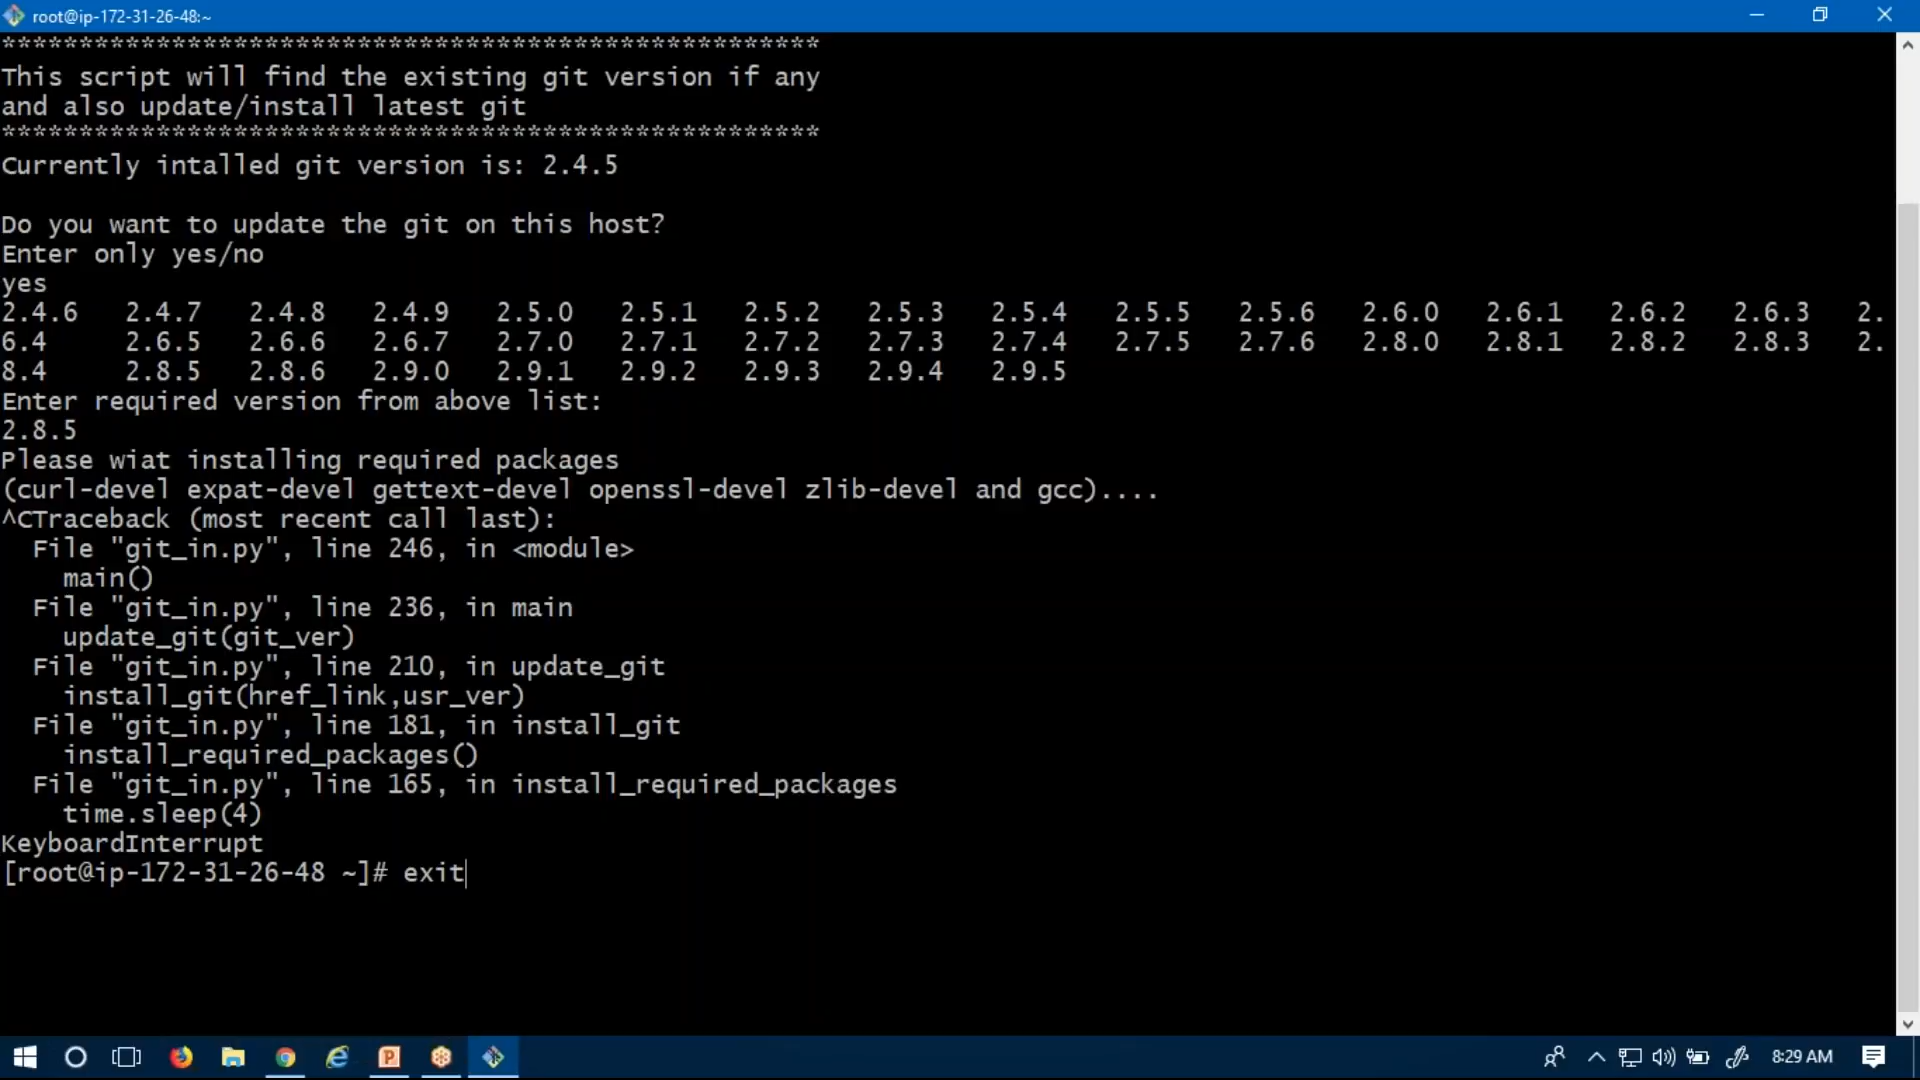 root@ip-172-31-26-48:~
*****************************************************
This script will find the existing git version if any
and also update/install latest git
*****************************************************
Currently intalled git version is: 2.4.5
Do you want to update the git on this host?
Enter only yes/no
yes
2.4.6 2.4.7 2.4.8 2.4.9 2.5.0 2.5.1 2.5.2 2.5.3 2.5.4 2.5.5 2.5.6 2.6.0 2.6.1 2.6.2 2.6.3 2.
6.4 2.6.5 2.6.6 2.6.7 2.7.0 2.7.1 2.7.2 2.7.3 2.7.4 2.7.5 2.7.6 2.8.0 2.8.1 2.8.2 2.8.3 2.
8.4 2.8.5 2.8.6 2.9.0 2.9.1 2.9.2 2.9.3 2.9.4 2.9.5
Enter required version from above list:
2.8.5
Please wiat installing required packages
(curl-devel expat-devel gettext-devel openssl-devel zlib-devel and gcc)....
^CTraceback (most recent call last):
File "git_in.py", line 246, in <module>
main()
File "git_in.py", line 236, in main
update_git(git_ver)
File "git_in.py", line 210, in update_git
install_git(href_link,usr_ver)
File "git_in.py", line 181, in install_git
install_required_packages()
File "git_in.py", line 165, in install_required_packages
time.sleep(4)
KeyboardInterrupt
[root@ip-172-31-26-48 ~]# exit
8:29 AM